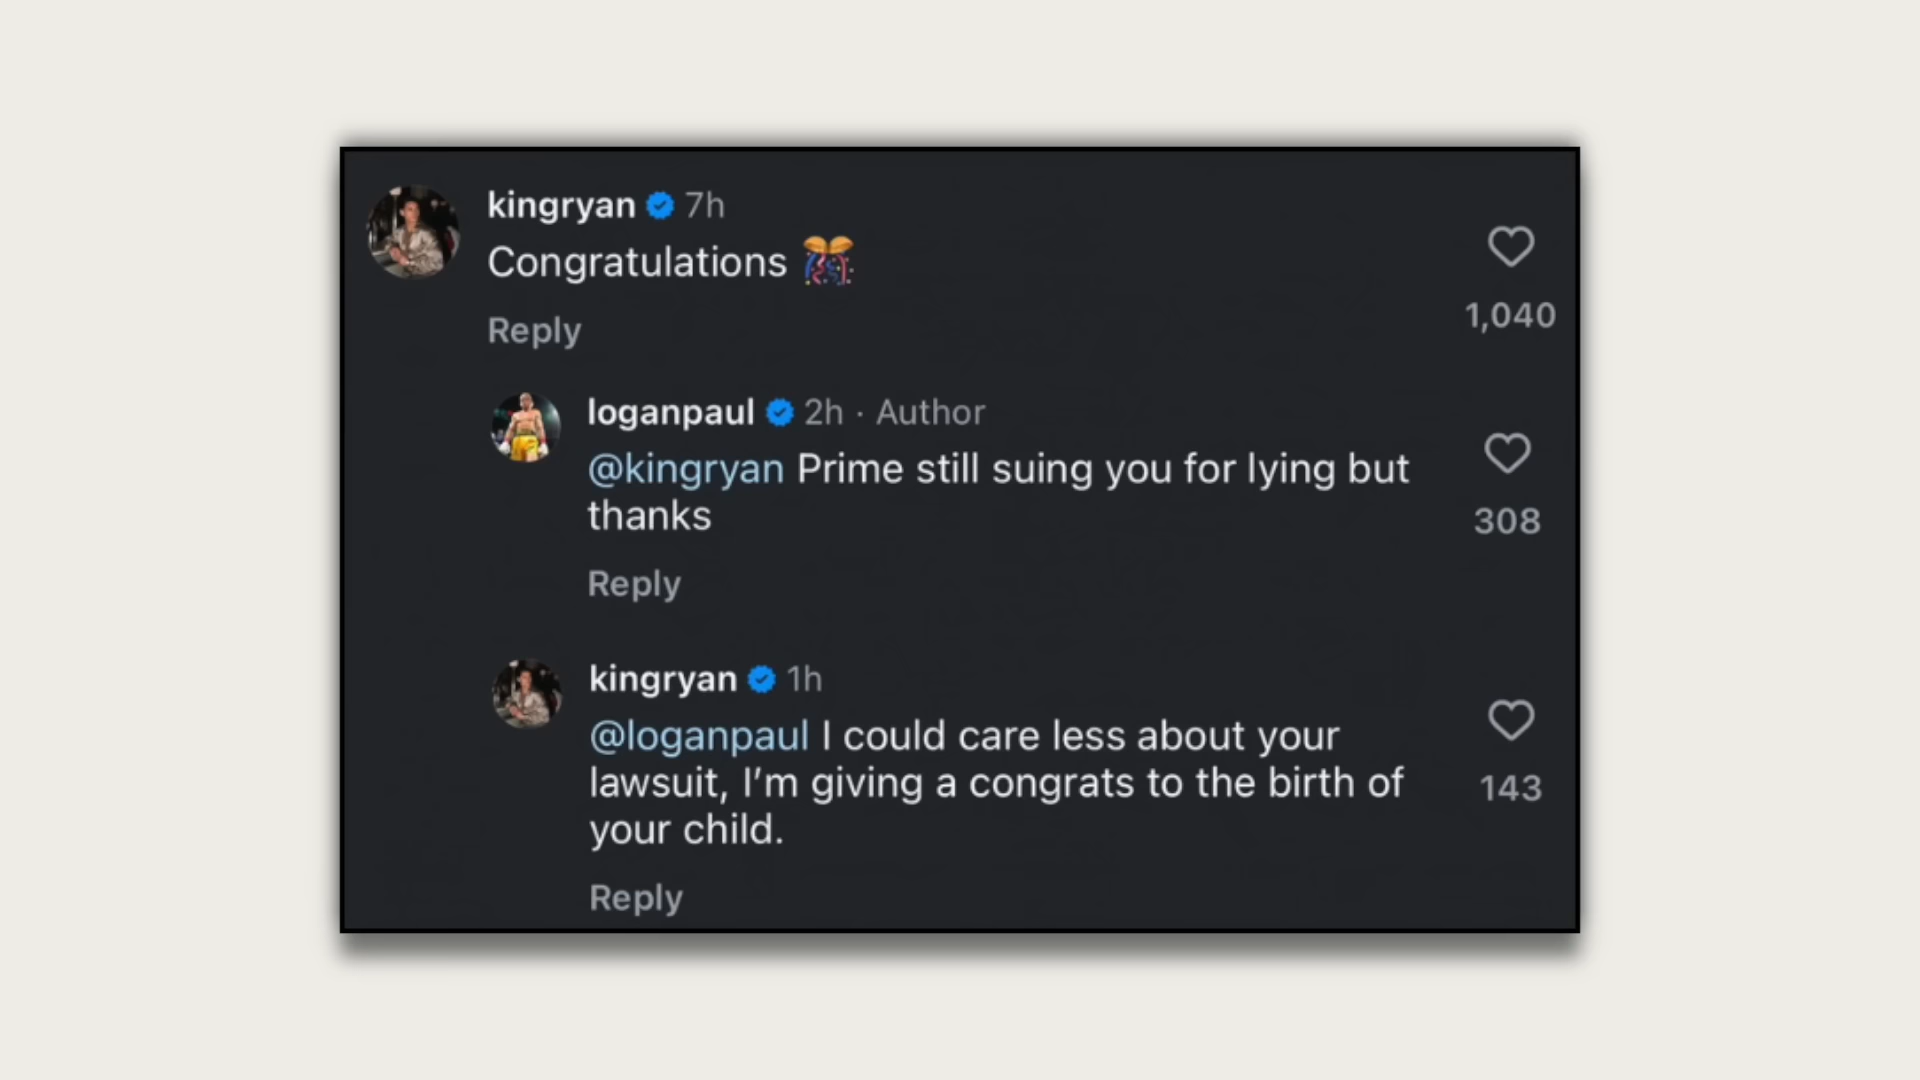 kingryan 7h
Congratulations 🎊
1,040
Reply
loganpaul 2h · Author
@kingryan Prime still suing you for lying but
thanks
308
Reply
kingryan 1h
@loganpaul I could care less about your
lawsuit, I’m giving a congrats to the birth of
your child.
143
Reply